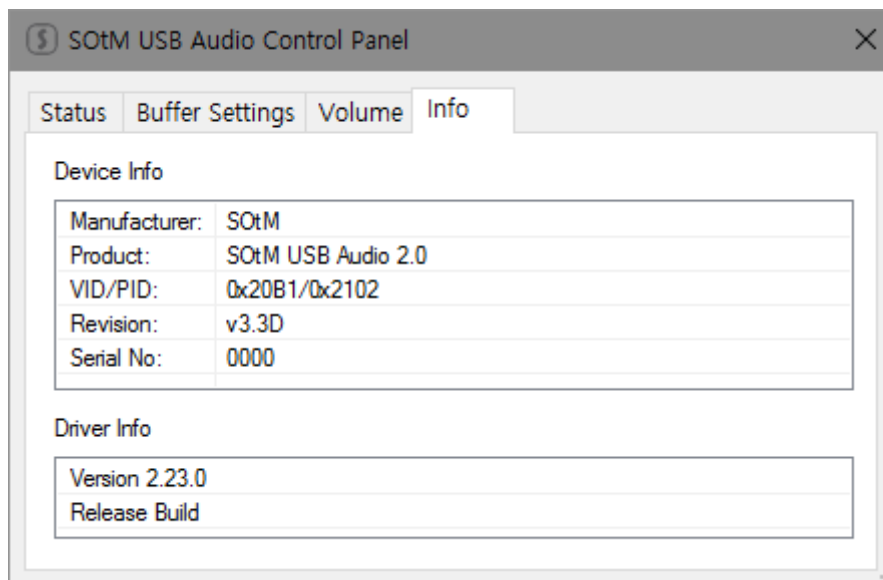 SOtM USB Audio Control Panel
Status Buffer Settings Volume Info
Device Info
Manufacturer: SOtM
Product: SOtM USB Audio 2.0
VID/PID: 0x20B1/0x2102
Revision: v3.3D
Serial No: 0000
Driver Info
Version 2.23.0
Release Build